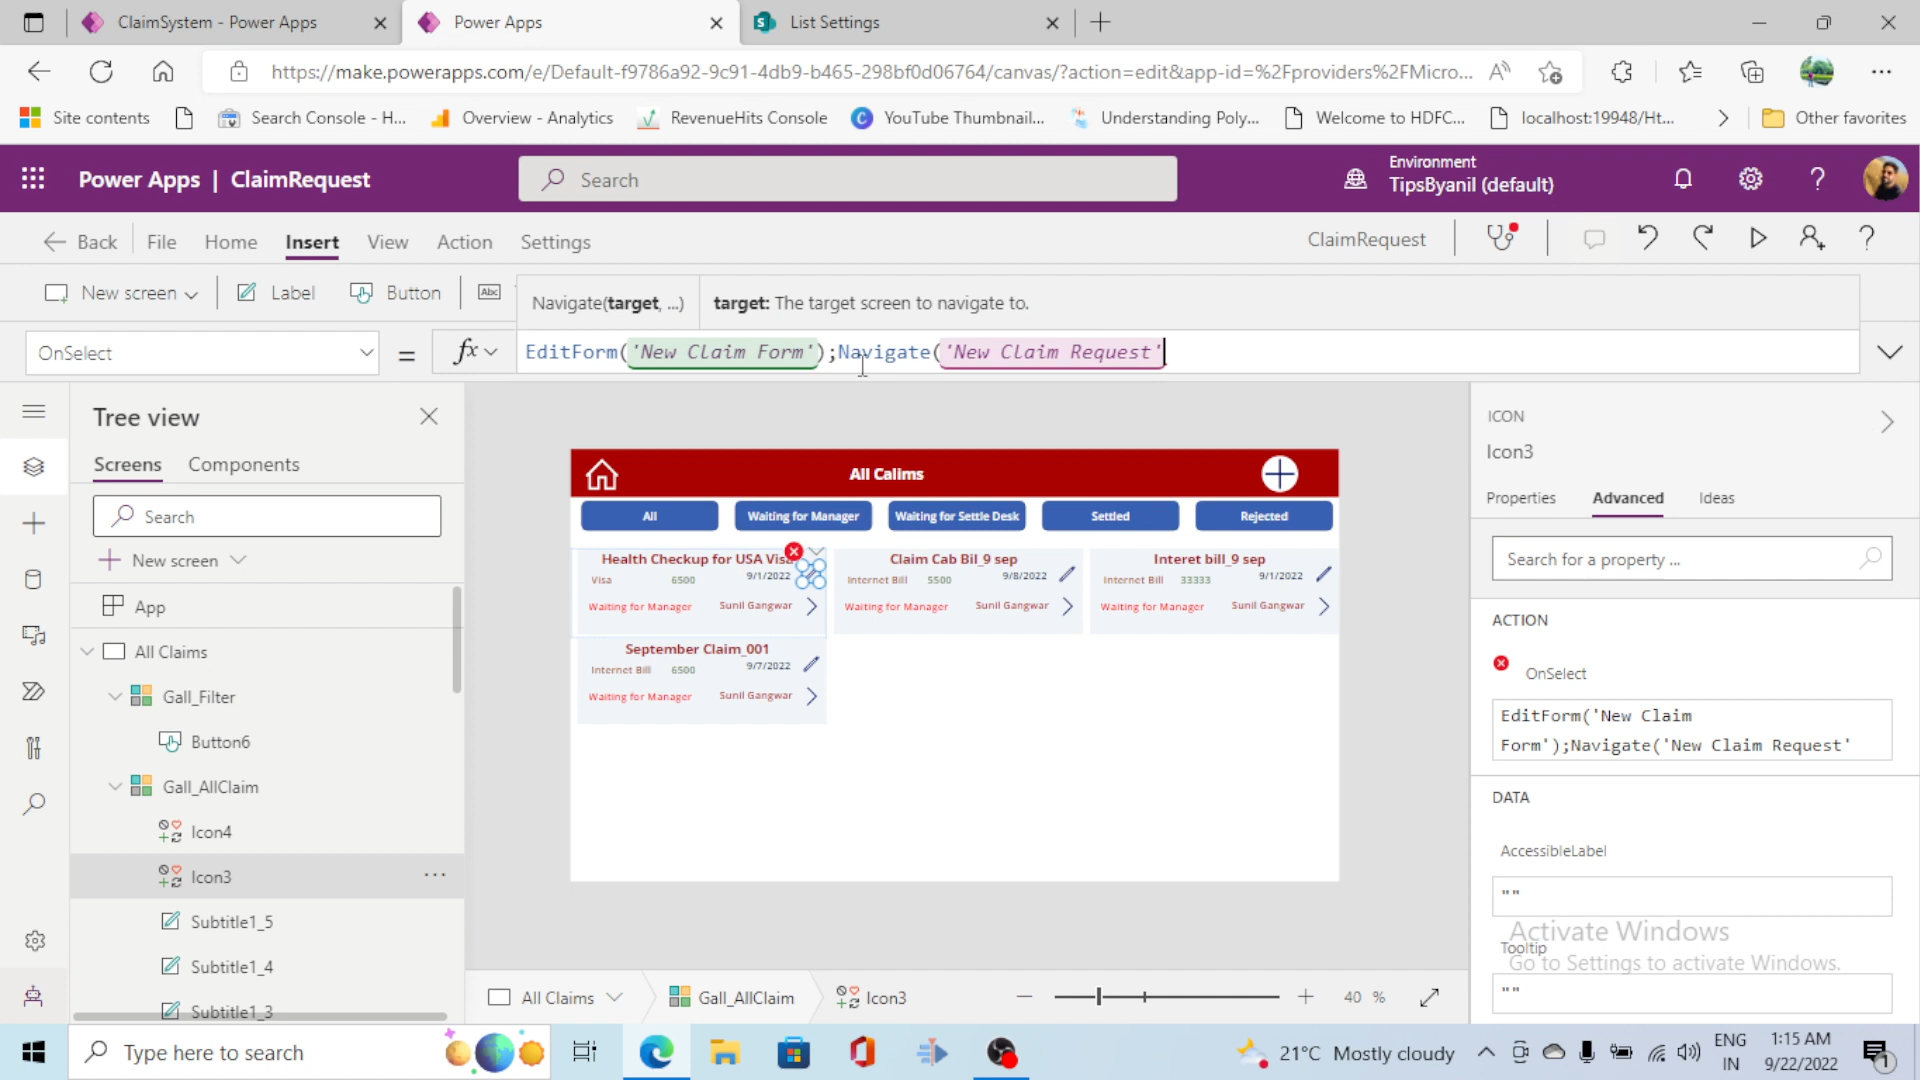 ClaimSystem - Power Apps
Power Apps
List Settings
https://make.powerapps.com/e/Default-f9786a92-9c91-4db9-b465-298bf0d06764/canvas/?action=edit&app-id=%2Fproviders%2FMicro...
Site contents
Search Console - H...
Overview - Analytics
RevenueHits Console
YouTube Thumbnail...
Understanding Poly...
Welcome to HDFC...
localhost:19948/Ht...
Other favorites
Power Apps | ClaimRequest
Search
Environment
TipsByanil (default)
Back
File
Home
Insert
View
Action
Settings
ClaimRequest
New screen
Label
Button
Abc
Navigate(target, ...)
target: The target screen to navigate to.
OnSelect
=
fx
EditForm('New Claim Form');Navigate('New Claim Request'
Tree view
Screens
Components
Search
New screen
App
All Claims
Gall_Filter
Button6
Gall_AllClaim
Icon4
Icon3
Subtitle1_5
Subtitle1_4
Subtitle1_3
All Calims
All
Waiting for Manager
Waiting for Settle Desk
Settled
Rejected
Health Checkup for USA Visa
Visa
6500
9/1/2022
Waiting for Manager
Sunil Gangwar
Claim Cab Bil_9 sep
Internet Bill
5500
9/8/2022
Waiting for Manager
Sunil Gangwar
Interet bill_9 sep
Internet Bill
33333
9/1/2022
Waiting for Manager
Sunil Gangwar
September Claim_001
Internet Bill
6500
9/7/2022
Waiting for Manager
Sunil Gangwar
ICON
Icon3
Properties
Advanced
Ideas
Search for a property ...
ACTION
OnSelect
EditForm('New Claim
Form');Navigate('New Claim Request'
DATA
AccessibleLabel
""
Tooltip
""
Activate Windows
Go to Settings to activate Windows.
All Claims
Gall_AllClaim
Icon3
40 %
Type here to search
21°C Mostly cloudy
ENG
IN
1:15 AM
9/22/2022
1